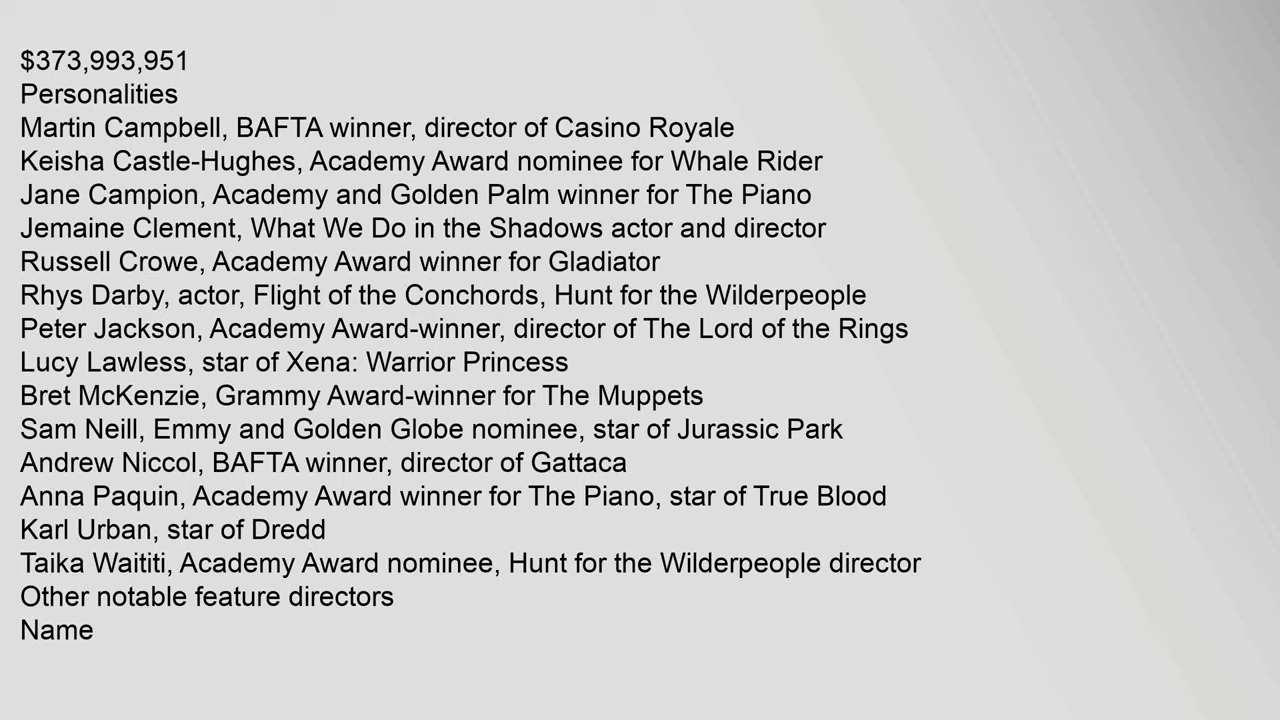 $373,993,951
Personalities
Martin Campbell, BAFTA winner, director of Casino Royale
Keisha Castle-Hughes, Academy Award nominee for Whale Rider
Jane Campion, Academy and Golden Palm winner for The Piano
Jemaine Clement, What We Do in the Shadows actor and director
Russell Crowe, Academy Award winner for Gladiator
Rhys Darby, actor, Flight of the Conchords, Hunt for the Wilderpeople
Peter Jackson, Academy Award-winner, director of The Lord of the Rings
Lucy Lawless, star of Xena: Warrior Princess
Bret McKenzie, Grammy Award-winner for The Muppets
Sam Neill, Emmy and Golden Globe nominee, star of Jurassic Park
Andrew Niccol, BAFTA winner, director of Gattaca
Anna Paquin, Academy Award winner for The Piano, star of True Blood
Karl Urban, star of Dredd
Taika Waititi, Academy Award nominee, Hunt for the Wilderpeople director
Other notable feature directors
Name